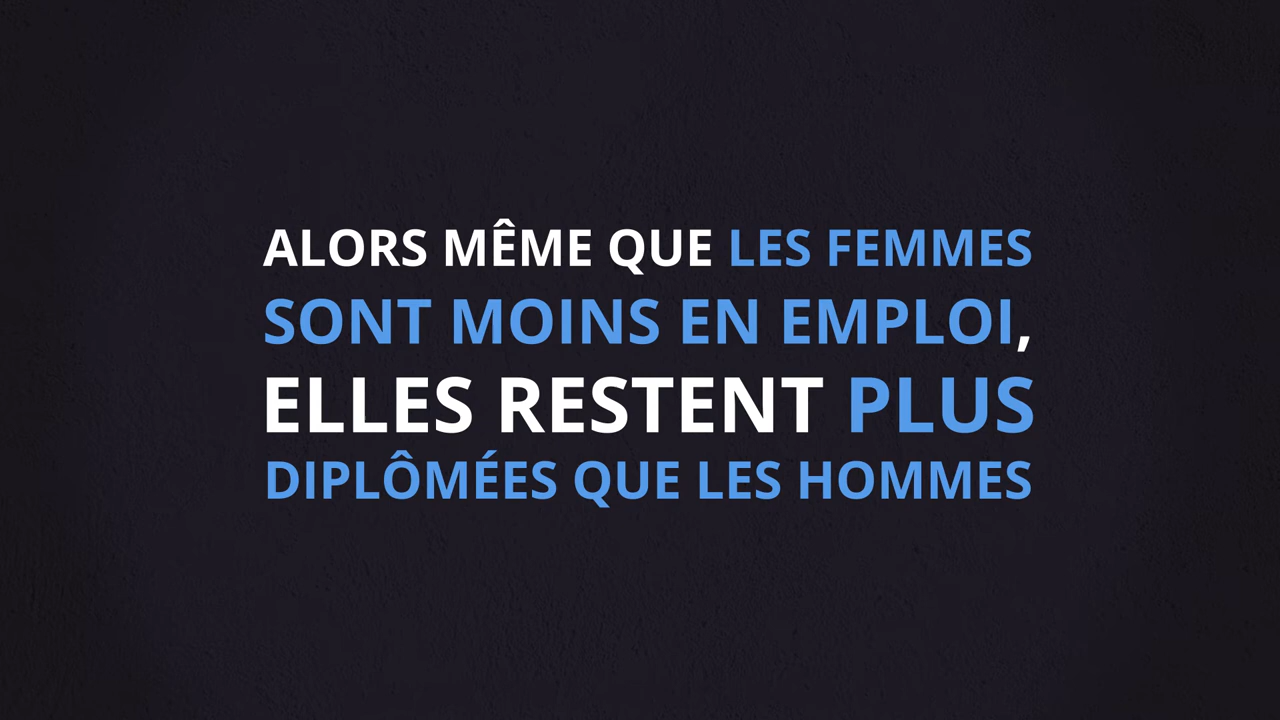 ALORS MÊME QUE LES FEMMES
SONT MOINS EN EMPLOI,
ELLES RESTENT PLUS
DIPLÔMÉES QUE LES HOMMES